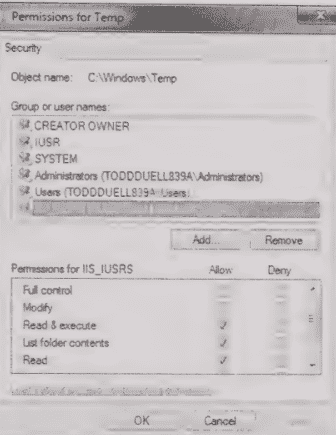 Permissions for Temp
Security
Object name: C:\Windows\Temp
Group or user names:
CREATOR OWNER
IUSR
SYSTEM
Administrators (TODDDUELL839A\Administrators)
Users (TODDDUELL839A\Users)
Add... Remove
Permissions for IIS_IUSRS Allow Deny
Full control
Modify
Read & execute
List folder contents
Read
OK Cancel